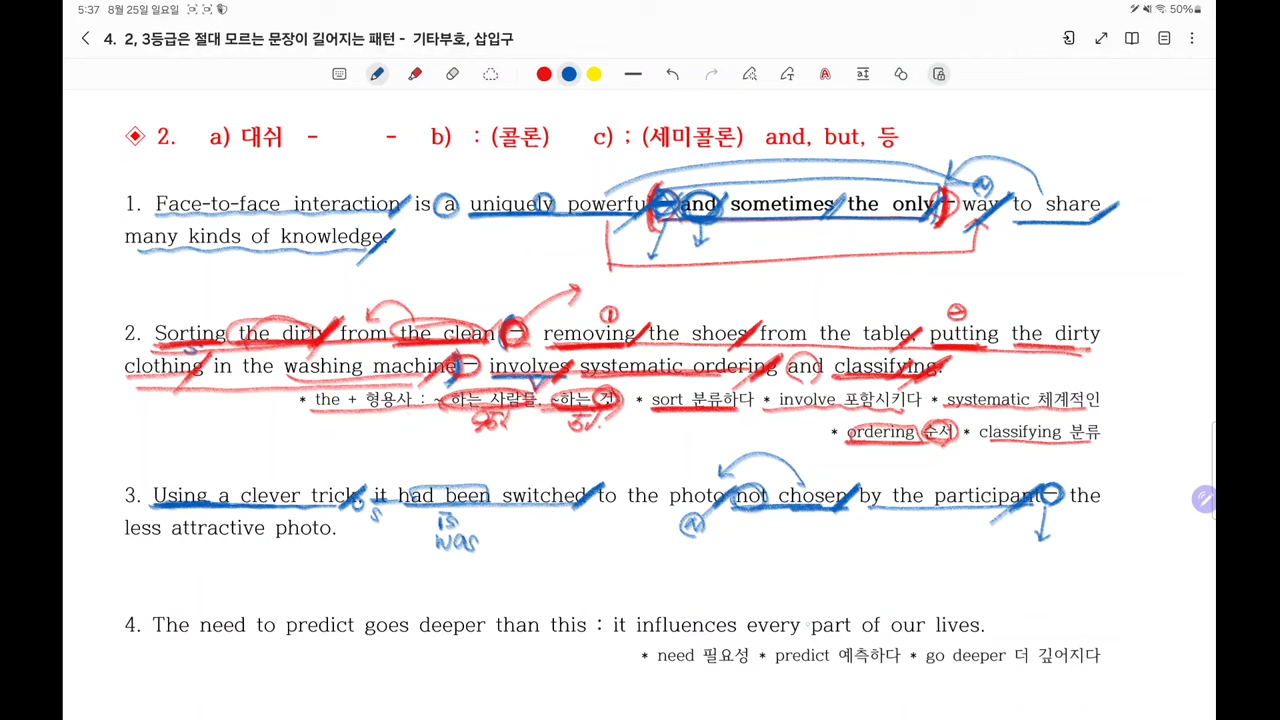 5:37 8월 25일 일요일 50%
4. 2, 3등급은 절대 모르는 문장이 길어지는 패턴 - 기타부호, 삽입구
◈ 2. a) 대쉬 - - b) : (콜론) c) ; (세미콜론) and, but, 등
1. Face-to-face interaction is a uniquely powerful - and sometimes the only - way to share
many kinds of knowledge.
2. Sorting the dirty from the clean - removing the shoes from the table, putting the dirty
clothing in the washing machine - involves systematic ordering and classifying.
* the + 형용사 : ~ 하는 사람들, ~하는 것 * sort 분류하다 * involve 포함시키다 * systematic 체계적인
* ordering 순서 * classifying 분류
3. Using a clever trick, it had been switched to the photo not chosen by the participant - the
less attractive photo.
is
was
4. The need to predict goes deeper than this : it influences every part of our lives.
* need 필요성 * predict 예측하다 * go deeper 더 깊어지다